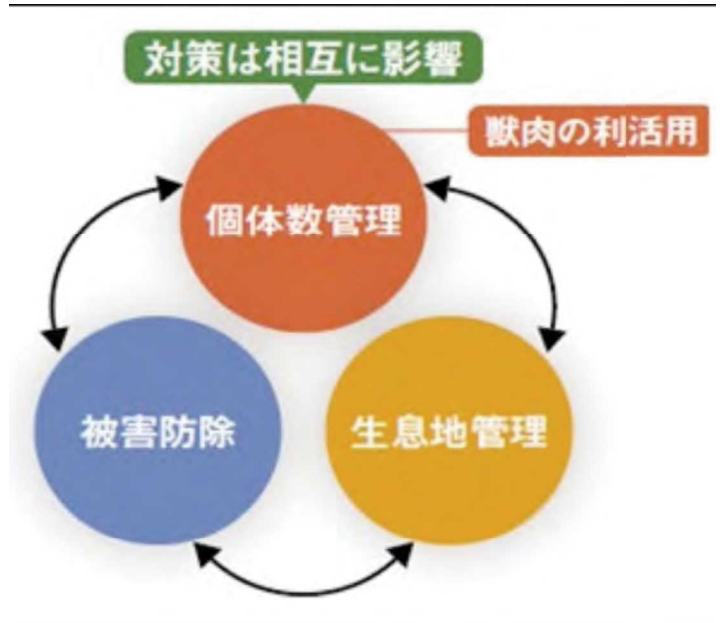 対策は相互に影響
獣肉の利活用
個体数管理
被害防除
生息地管理